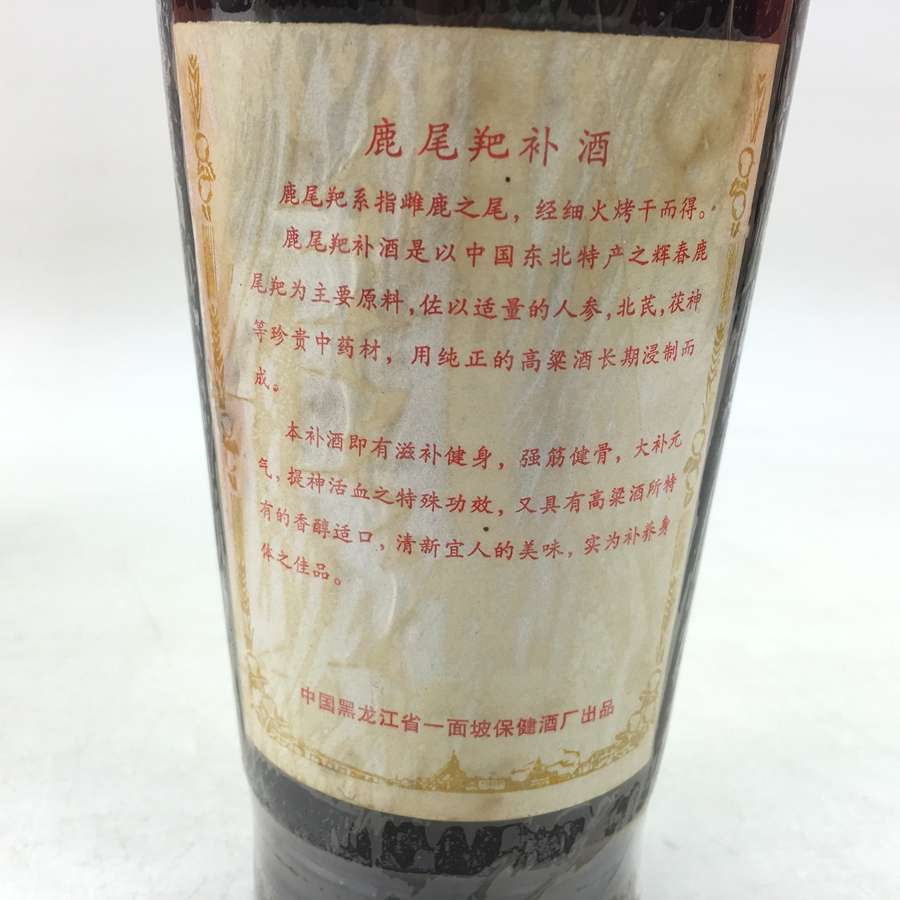 鹿尾羓补酒
鹿尾羓系指雌鹿之尾，经细火烤干而得。
鹿尾羓补酒是以中国东北特产之辉春鹿
尾羓为主要原料,佐以适量的人参,北芪,茯神
等珍贵中药材，用纯正的高粱酒长期浸制而
成。
本补酒即有滋补健身，强筋健骨，大补元
气，提神活血之特殊功效，又具有高粱酒所特
有的香醇适口，清新宜人的美味，实为补养身
体之佳品。
中国黑龙江省一面坡保健酒厂出品